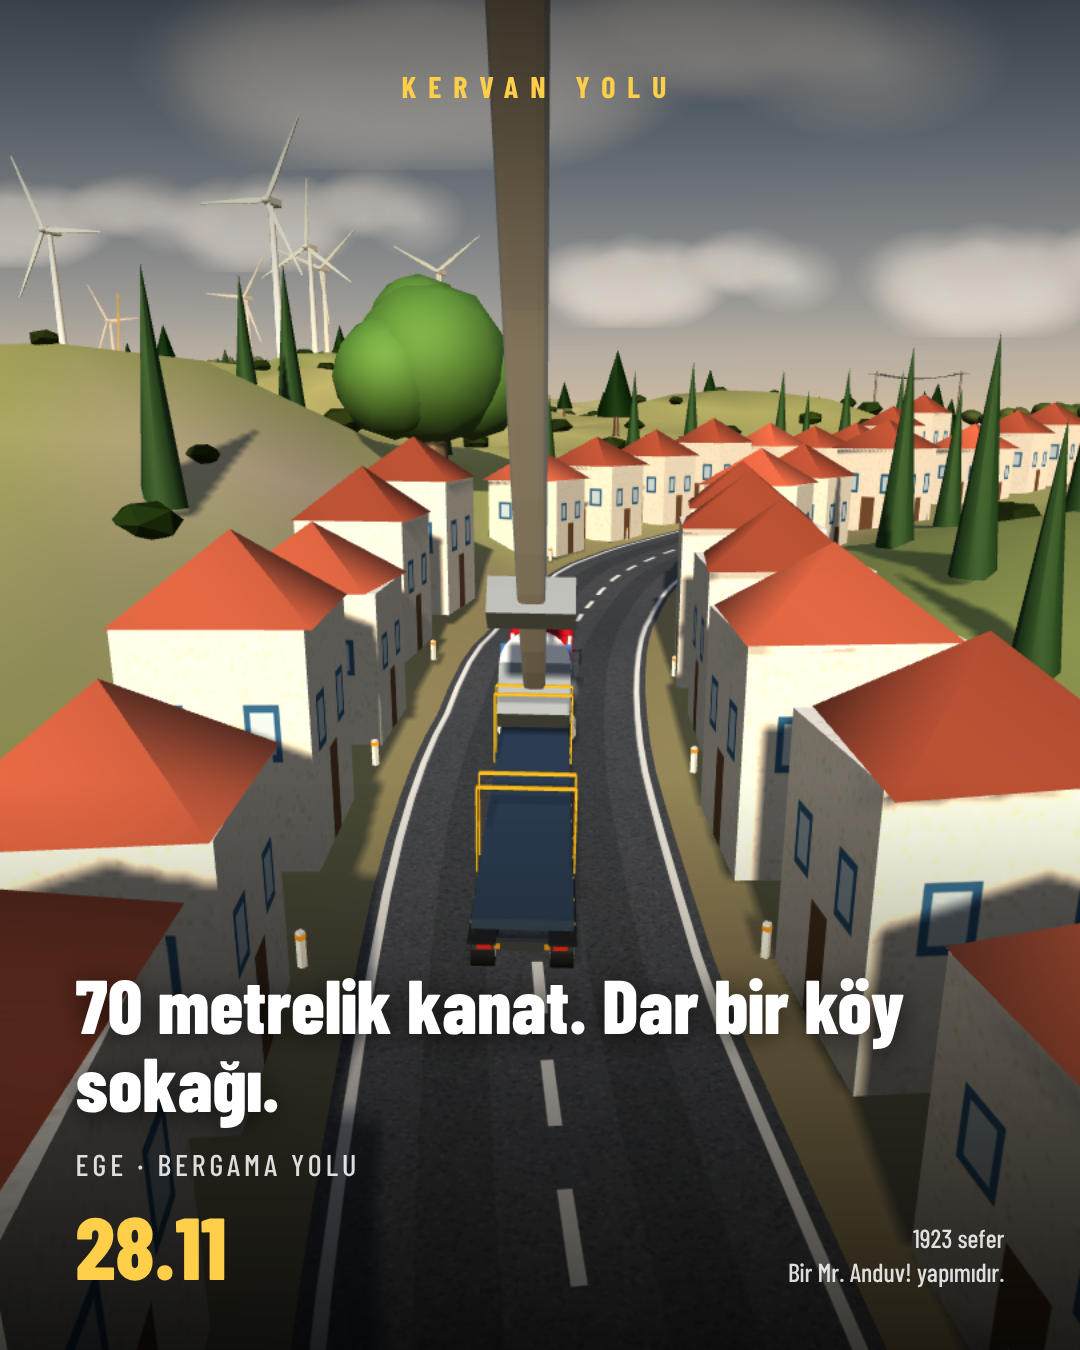 KERVAN YOLU
70 metrelik kanat. Dar bir köy
sokağı.
EGE · BERGAMA YOLU
28.11
1923 sefer
Bir Mr. Anduv! yapımıdır.